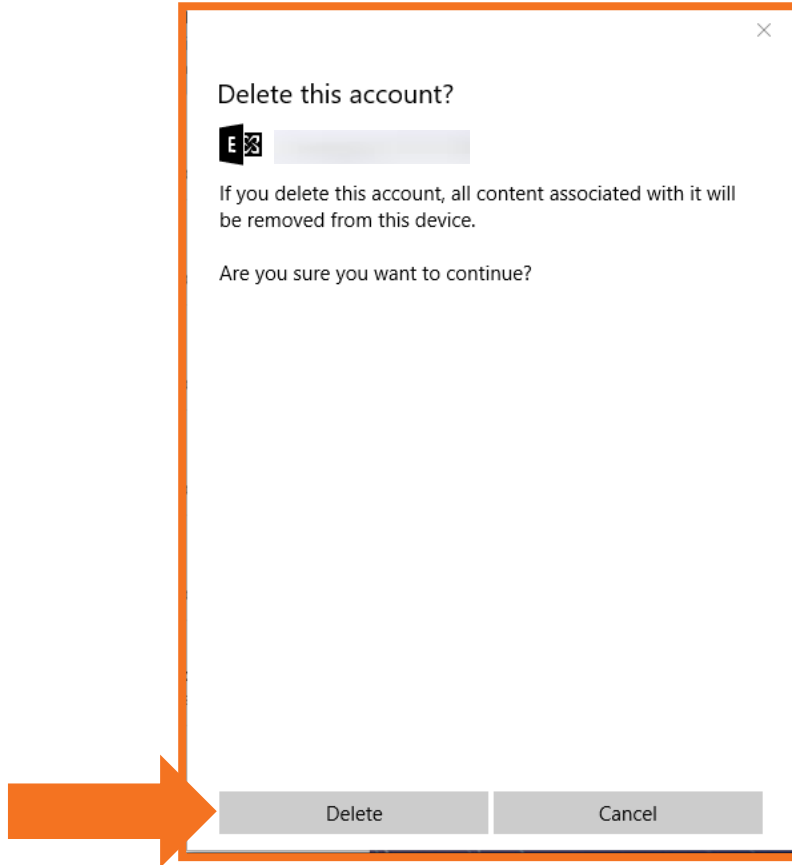 Delete this account?
E
If you delete this account, all content associated with it will
be removed from this device.
Are you sure you want to continue?
Delete
Cancel